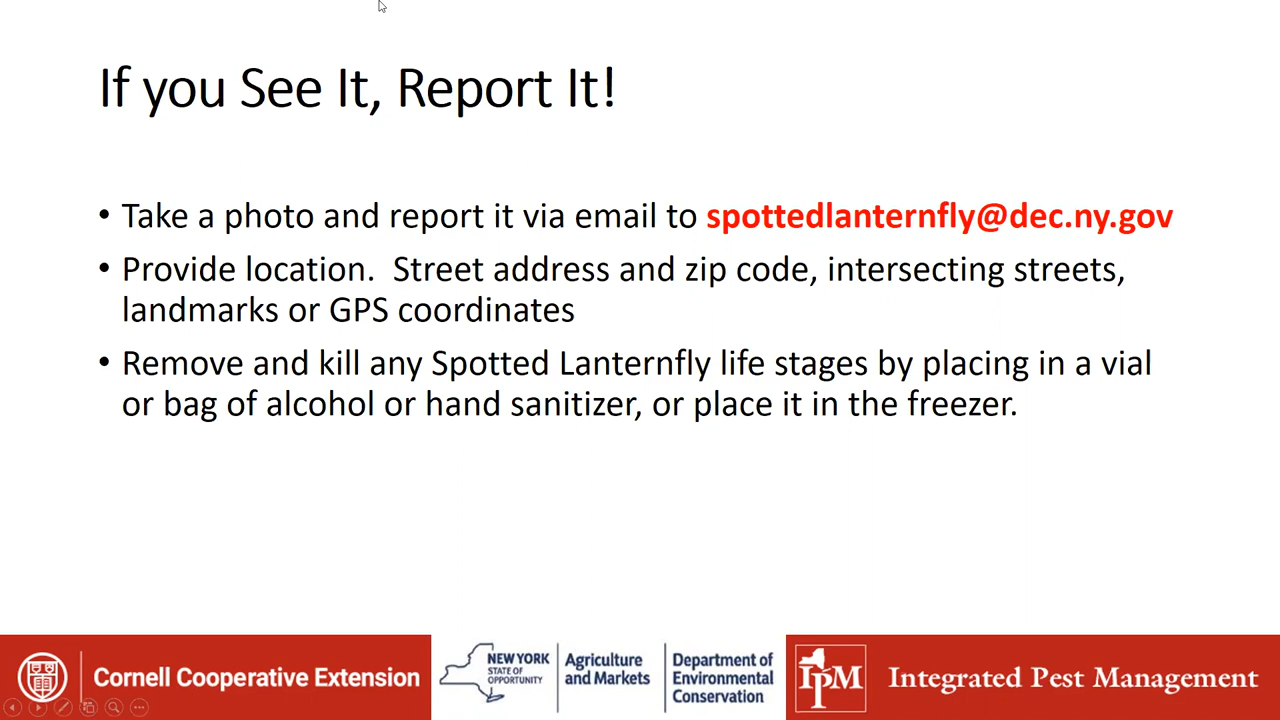 If you See It, Report It!
• Take a photo and report it via email to spottedlanternfly@dec.ny.gov
• Provide location.  Street address and zip code, intersecting streets,
landmarks or GPS coordinates
• Remove and kill any Spotted Lanternfly life stages by placing in a vial
or bag of alcohol or hand sanitizer, or place it in the freezer.
Cornell Cooperative Extension
NEW YORK
STATE OF
OPPORTUNITY
Agriculture
and Markets
Department of
Environmental
Conservation
IPM
Integrated Pest Management